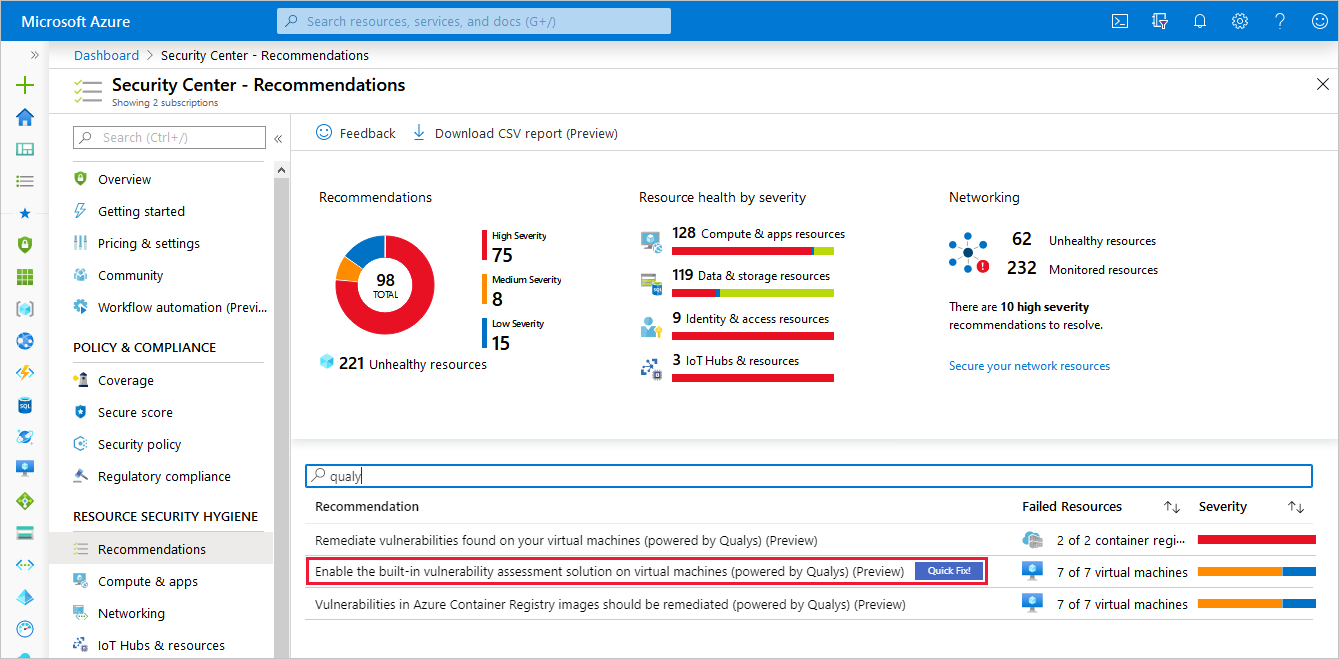 Microsoft Azure
Search resources, services, and docs (G+/)
Dashboard > Security Center - Recommendations
Security Center - Recommendations
Showing 2 subscriptions
Search (Ctrl+/)
Overview
Getting started
Pricing & settings
Community
Workflow automation (Previ...
POLICY & COMPLIANCE
Coverage
Secure score
Security policy
Regulatory compliance
RESOURCE SECURITY HYGIENE
Recommendations
Compute & apps
Networking
IoT Hubs & resources
Feedback
Download CSV report (Preview)
Recommendations
98
TOTAL
High Severity
75
Medium Severity
8
Low Severity
15
221 Unhealthy resources
Resource health by severity
128 Compute & apps resources
119 Data & storage resources
9 Identity & access resources
3 IoT Hubs & resources
Networking
62 Unhealthy resources
232 Monitored resources
There are 10 high severity
recommendations to resolve.
Secure your network resources
qualy
Recommendation Failed Resources Severity
Remediate vulnerabilities found on your virtual machines (powered by Qualys) (Preview) 2 of 2 container regi...
Enable the built-in vulnerability assessment solution on virtual machines (powered by Qualys) (Preview) Quick Fix! 7 of 7 virtual machines
Vulnerabilities in Azure Container Registry images should be remediated (powered by Qualys) (Preview) 7 of 7 virtual machines